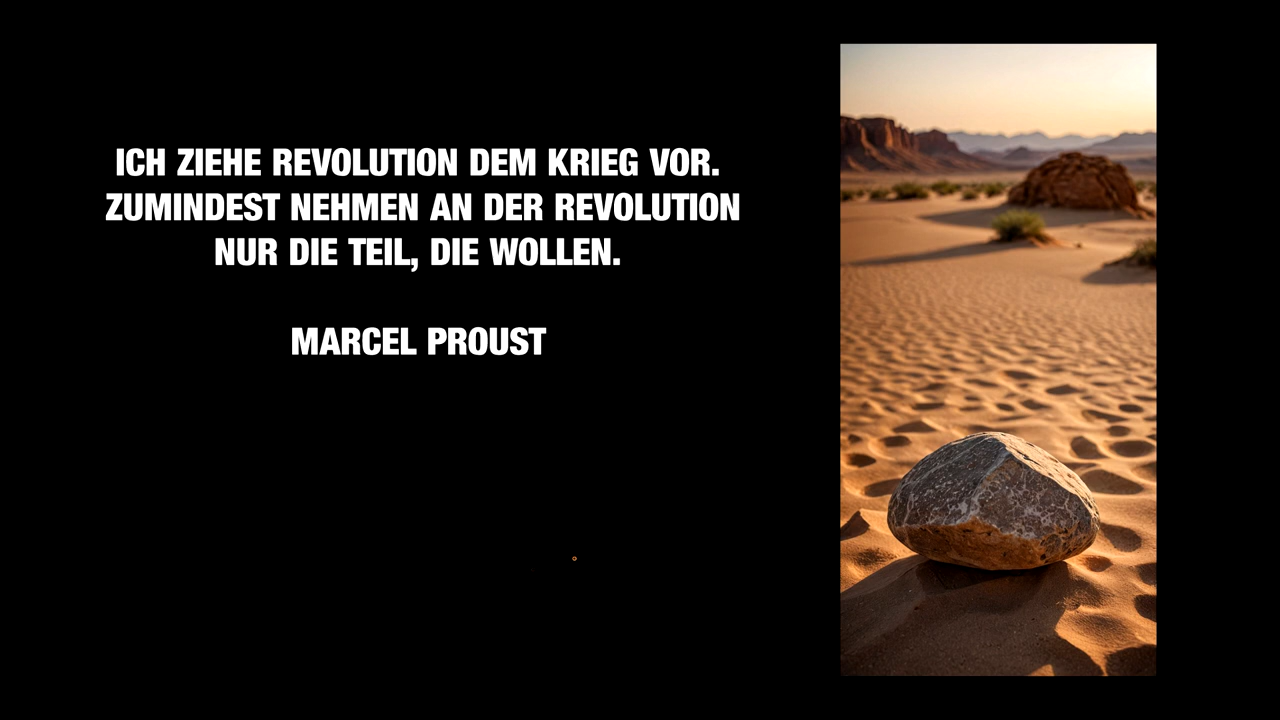 ICH ZIEHE REVOLUTION DEM KRIEG VOR.
ZUMINDEST NEHMEN AN DER REVOLUTION
NUR DIE TEIL, DIE WOLLEN.
MARCEL PROUST